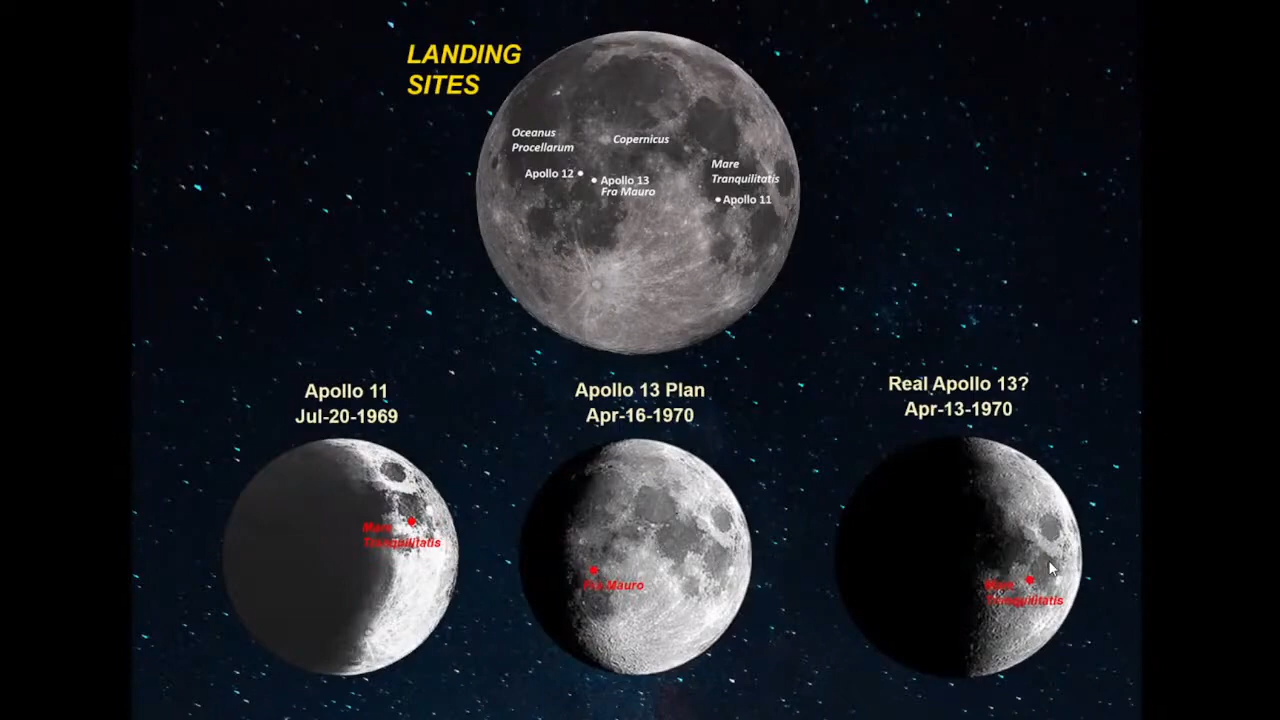 LANDING
SITES
Oceanus
Procellarum
Copernicus
Mare
Tranquilitatis
Apollo 12
Apollo 13
Fra Mauro
Apollo 11
Apollo 11
Jul-20-1969
Apollo 13 Plan
Apr-16-1970
Real Apollo 13?
Apr-13-1970
Mare
Tranquilitatis
Fra Mauro
Mare
Tranquilitatis